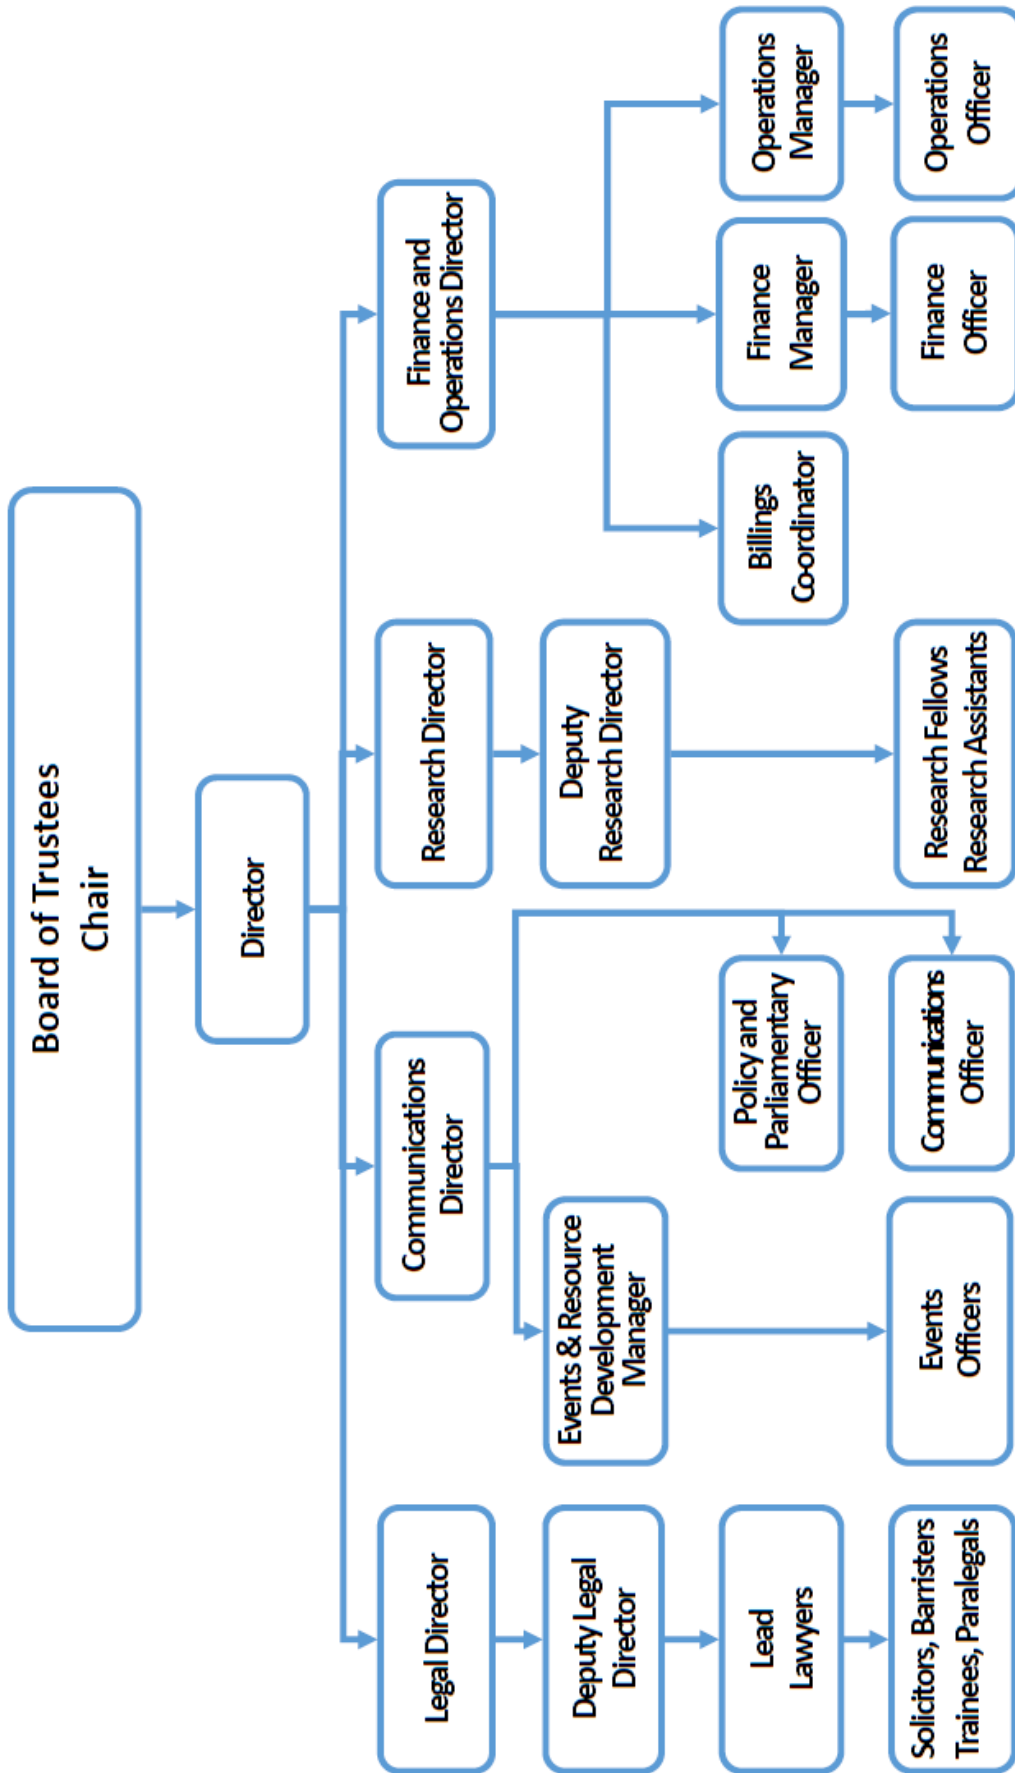 Board of Trustees
Chair
Director
Legal Director
Communications
Director
Research Director
Finance and
Operations Director
Deputy Legal
Director
Events & Resource
Development
Manager
Deputy
Research Director
Lead
Lawyers
Policy and
Parliamentary
Officer
Billings
Co-ordinator
Finance
Manager
Operations
Manager
Solicitors, Barristers
Trainees, Paralegals
Events
Officers
Communications
Officer
Research Fellows
Research Assistants
Finance
Officer
Operations
Officer